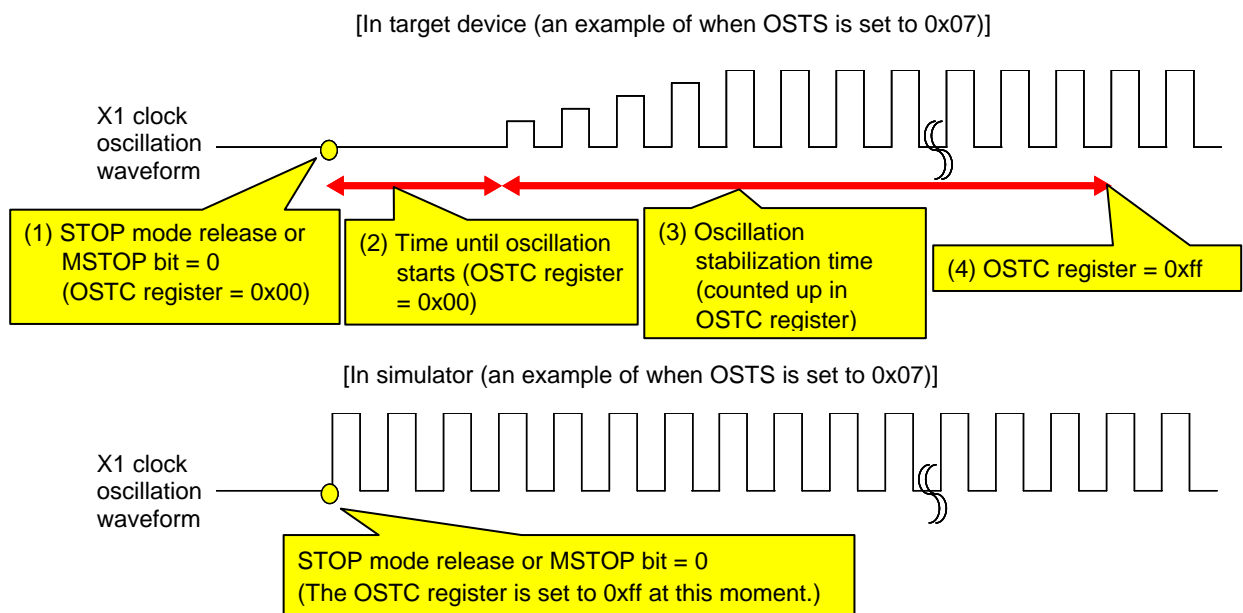 [In target device (an example of when OSTS is set to 0x07)]
X1 clock
oscillation
waveform
(1) STOP mode release or
MSTOP bit = 0
(OSTC register = 0x00)
(2) Time until oscillation
starts (OSTC register
= 0x00)
(3) Oscillation
stabilization time
(counted up in
OSTC register)
(4) OSTC register = 0xff
[In simulator (an example of when OSTS is set to 0x07)]
X1 clock
oscillation
waveform
STOP mode release or MSTOP bit = 0
(The OSTC register is set to 0xff at this moment.)